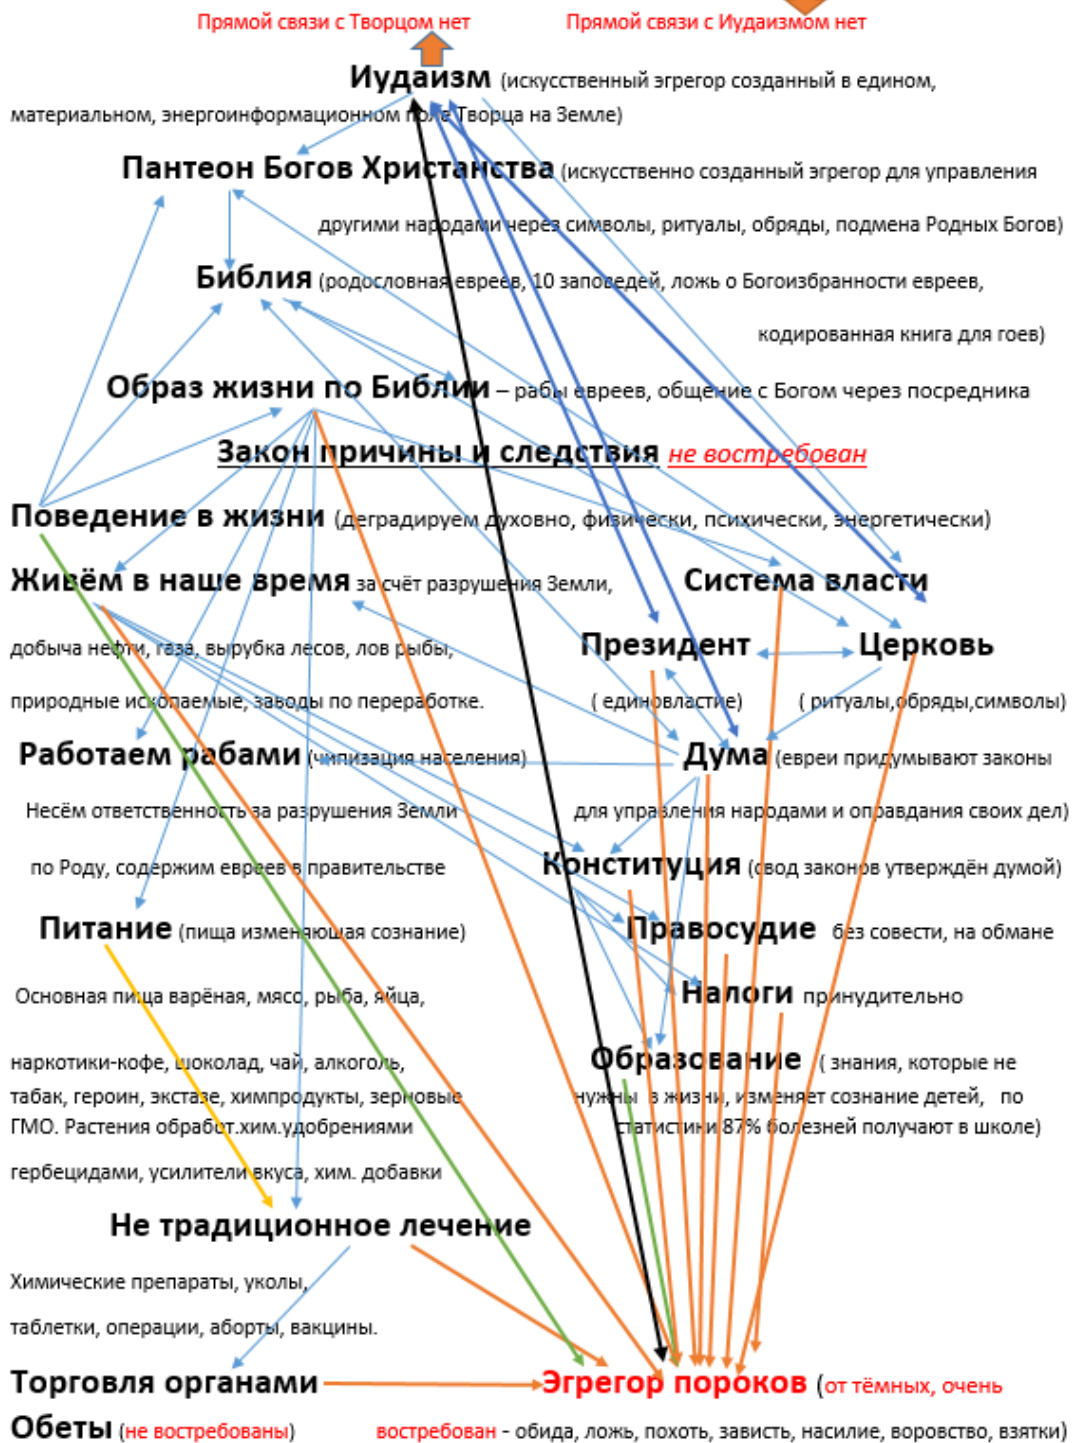 Прямой связи с Творцом нет Прямой связи с Иудаизмом нет
Иудаизм (искусственный эгрегор созданный в едином,
материальном, энергоинформационном поле Творца на Земле)
Пантеон Богов Христанства (искусственно созданный эгрегор для управления
другими народами через символы, ритуалы, обряды, подмена Родных Богов)
Библия (родословная евреев, 10 заповедей, ложь о Богоизбранности евреев,
кодированная книга для гоев)
Образ жизни по Библии – рабы евреев, общение с Богом через посредника
Закон причины и следствия не востребован
Поведение в жизни (деградируем духовно, физически, психически, энергетически)
Живём в наше время за счёт разрушения Земли, Система власти
добыча нефти, газа, вырубка лесов, лов рыбы, Президент Церковь
природные ископаемые, заводы по переработке. ( единовластие) ( ритуалы,обряды,символы)
Работаем рабами (чипизация населения) Дума (евреи придумывают законы
Несём ответственность за разрушения Земли для управления народами и оправдания своих дел)
по Роду, содержим евреев в правительстве Конституция (свод законов утверждён думой)
Питание (пища изменяющая сознание) Правосудие без совести, на обмане
Основная пища варёная, мясо, рыба, яйца, Налоги принудительно
наркотики-кофе, шоколад, чай, алкоголь, Образование ( знания, которые не
табак, героин, экстазе, химпродукты, зерновые нужны в жизни, изменяет сознание детей, по
ГМО. Растения обработ.хим.удобрениями статистики 87% болезней получают в школе)
гербецидами, усилители вкуса, хим. добавки
Не традиционное лечение
Химические препараты, уколы,
таблетки, операции, аборты, вакцины.
Торговля органами Эгрегор пороков (от тёмных, очень
Обеты (не востребованы) востребован - обида, ложь, похоть, зависть, насилие, воровство, взятки)